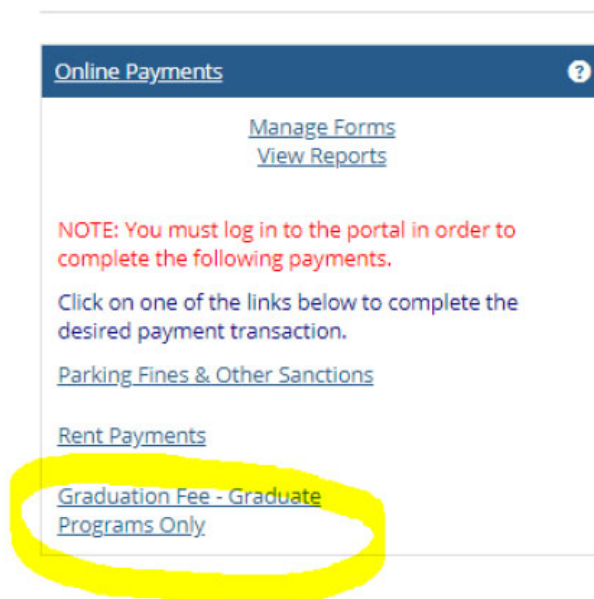 Online Payments ?
Manage Forms
View Reports
NOTE: You must log in to the portal in order to
complete the following payments.
Click on one of the links below to complete the
desired payment transaction.
Parking Fines & Other Sanctions
Rent Payments
Graduation Fee - Graduate
Programs Only